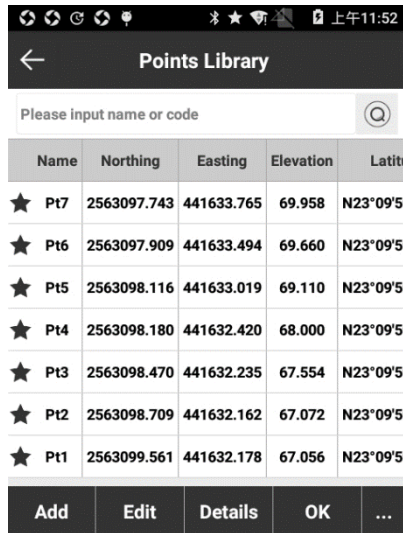 上午11:52
Points Library
Please input name or code
Name Northing Easting Elevation Latit
Pt7 2563097.743 441633.765 69.958 N23°09'5
Pt6 2563097.909 441633.494 69.660 N23°09'5
Pt5 2563098.116 441633.019 69.110 N23°09'5
Pt4 2563098.180 441632.420 68.000 N23°09'5
Pt3 2563098.470 441632.235 67.554 N23°09'5
Pt2 2563098.709 441632.162 67.072 N23°09'5
Pt1 2563099.561 441632.178 67.056 N23°09'5
Add Edit Details OK ...